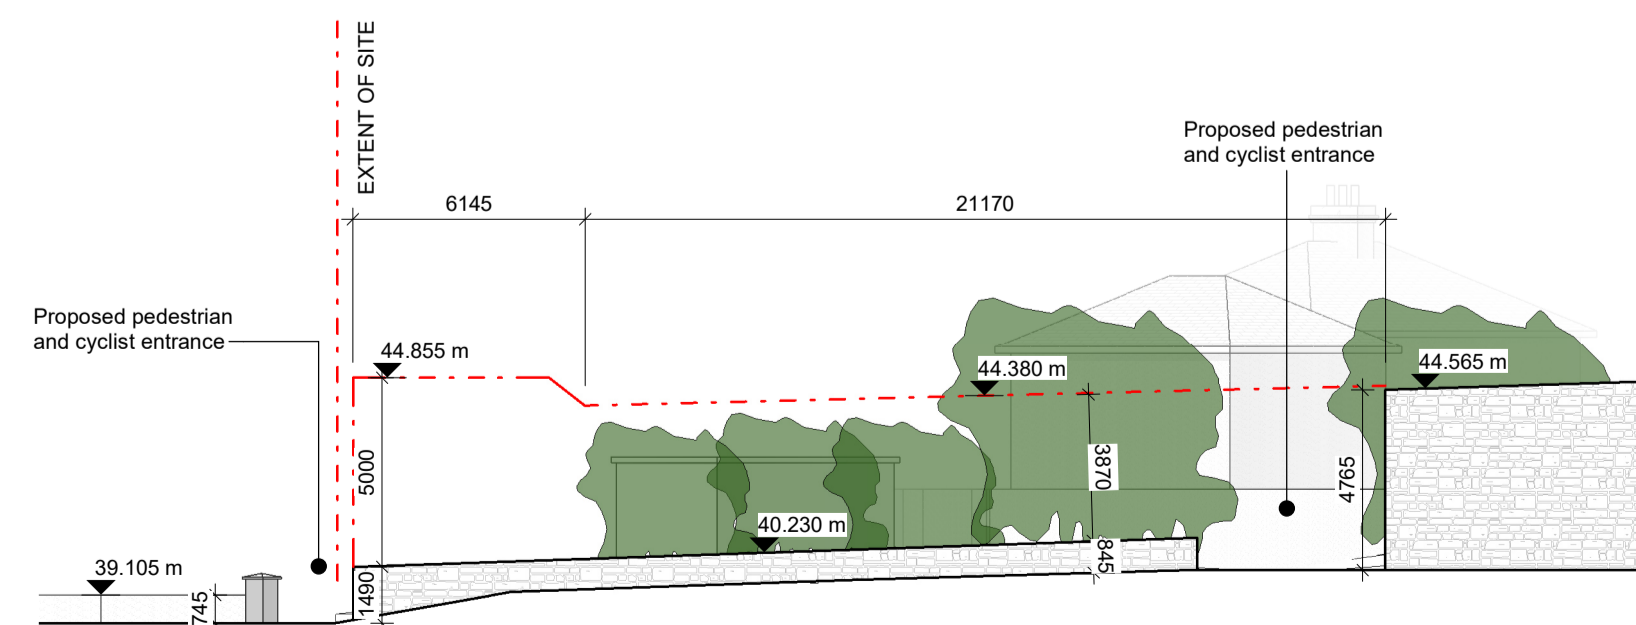 EXTENT OF SITE
Proposed pedestrian
and cyclist entrance
6145
21170
Proposed pedestrian
and cyclist entrance
44.855 m
44.380 m
44.565 m
5000
3870
4765
40.230 m
845
39.105 m
745
1490